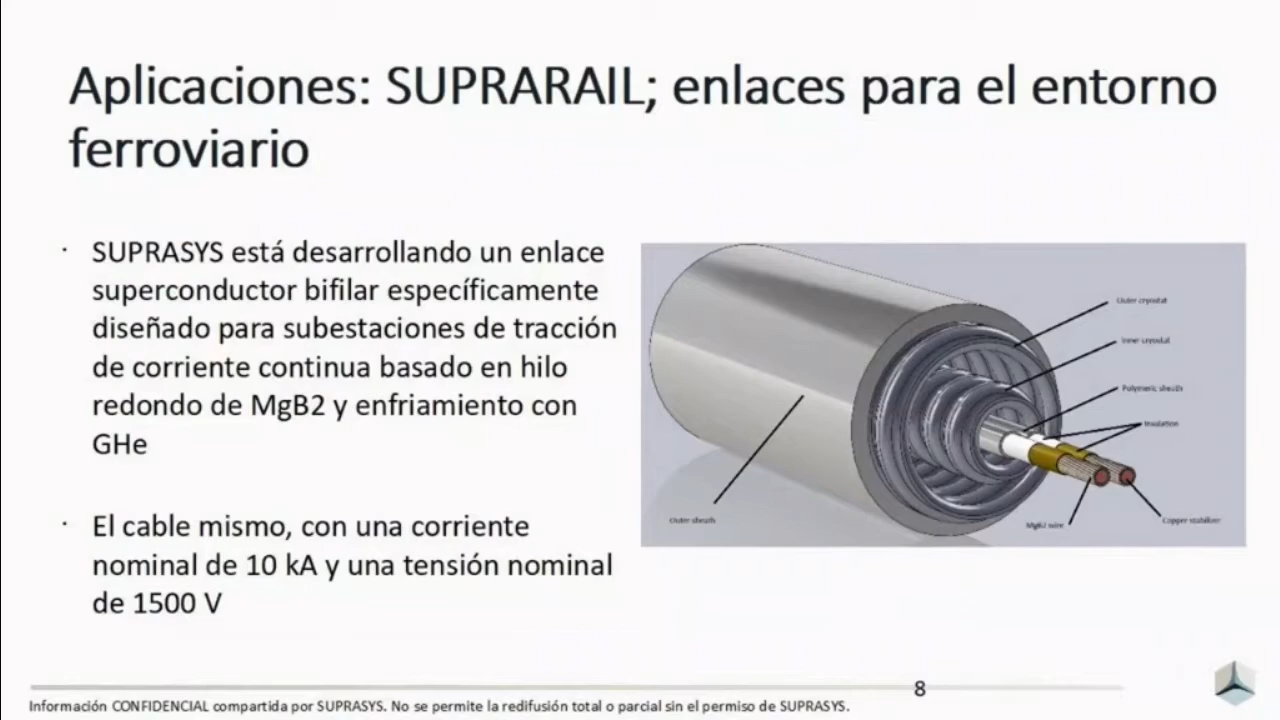 Aplicaciones: SUPRARAIL; enlaces para el entorno
ferroviario
· SUPRASYS está desarrollando un enlace
superconductor bifilar específicamente
diseñado para subestaciones de tracción
de corriente continua basado en hilo
redondo de MgB2 y enfriamiento con
GHe
· El cable mismo, con una corriente
nominal de 10 kA y una tensión nominal
de 1500 V
Outer cryostat
Inner cryostat
Polymeric sheath
Insulation
Outer sheath
MgB2 wire
Copper stabilizer
8
Información CONFIDENCIAL compartida por SUPRASYS. No se permite la redifusión total o parcial sin el permiso de SUPRASYS.